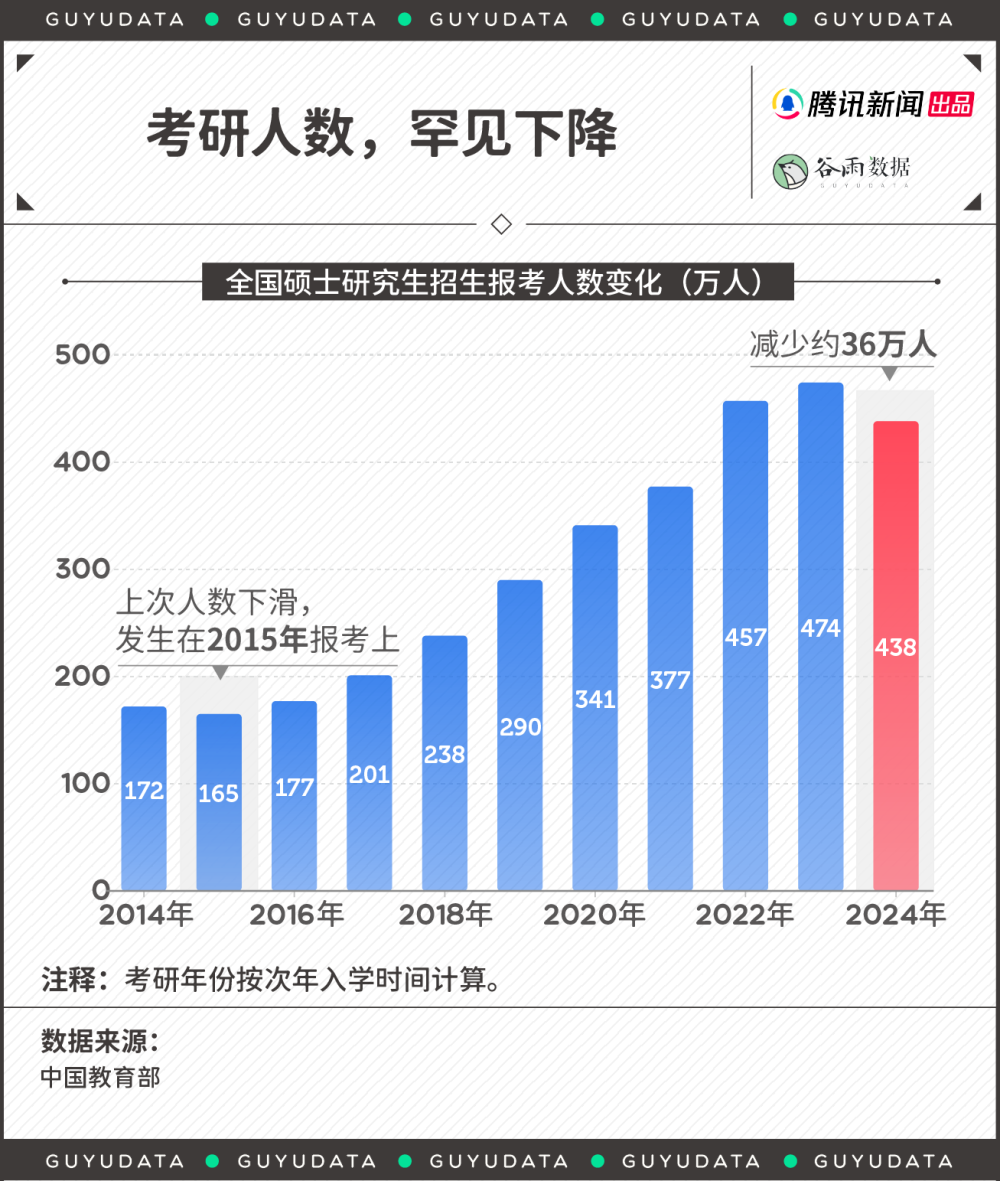 GUYUDATA ● GUYUDATA ● GUYUDATA ● GUYUDATA ● GUYUDATA
考研人数，罕见下降
腾讯新闻 出品
谷雨数据
GUYUDATA
全国硕士研究生招生报考人数变化（万人）
减少约36万人
500
400
300
上次人数下滑，
发生在2015年报考上
200
100
0
172
165
177
201
238
290
341
377
457
474
438
2014年 2016年 2018年 2020年 2022年 2024年
注释：考研年份按次年入学时间计算。
数据来源：
中国教育部
GUYUDATA ● GUYUDATA ● GUYUDATA ● GUYUDATA ● GUYUDATA